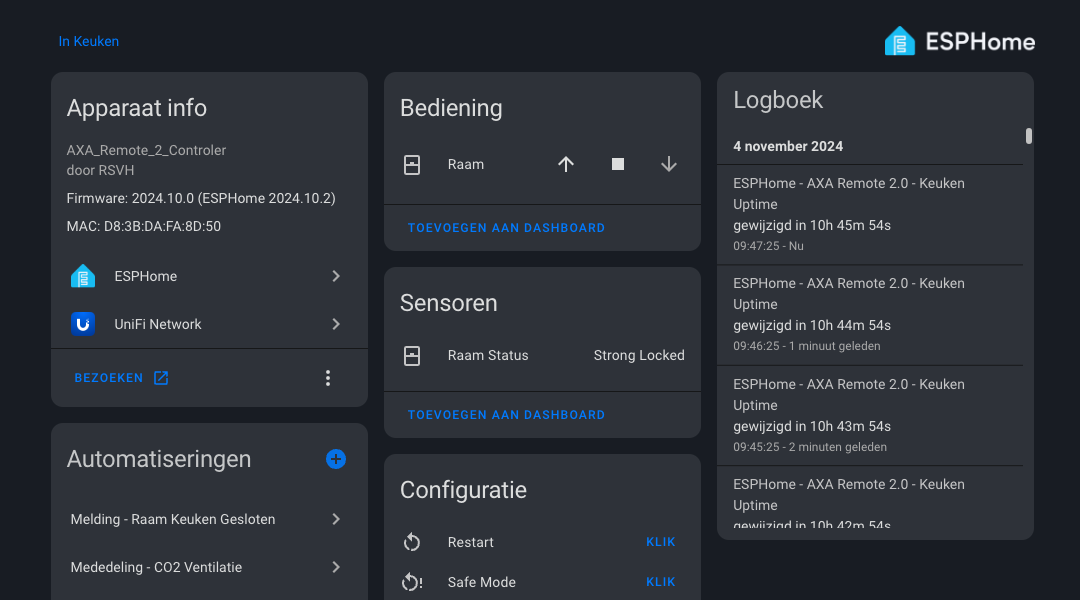 In Keuken
ESPHome
Apparaat info
AXA_Remote_2_Controler
door RSVH
Firmware: 2024.10.0 (ESPHome 2024.10.2)
MAC: D8:3B:DA:FA:8D:50
ESPHome
UniFi Network
BEZOEKEN
Automatiseringen
Melding - Raam Keuken Gesloten
Mededeling - CO2 Ventilatie
Bediening
Raam
TOEVOEGEN AAN DASHBOARD
Sensoren
Raam Status Strong Locked
TOEVOEGEN AAN DASHBOARD
Configuratie
Restart KLIK
Safe Mode KLIK
Logboek
4 november 2024
ESPHome - AXA Remote 2.0 - Keuken
Uptime
gewijzigd in 10h 45m 54s
09:47:25 - Nu
ESPHome - AXA Remote 2.0 - Keuken
Uptime
gewijzigd in 10h 44m 54s
09:46:25 - 1 minuut geleden
ESPHome - AXA Remote 2.0 - Keuken
Uptime
gewijzigd in 10h 43m 54s
09:45:25 - 2 minuten geleden
ESPHome - AXA Remote 2.0 - Keuken
Uptime
gewijzigd in 10h 42m 54s